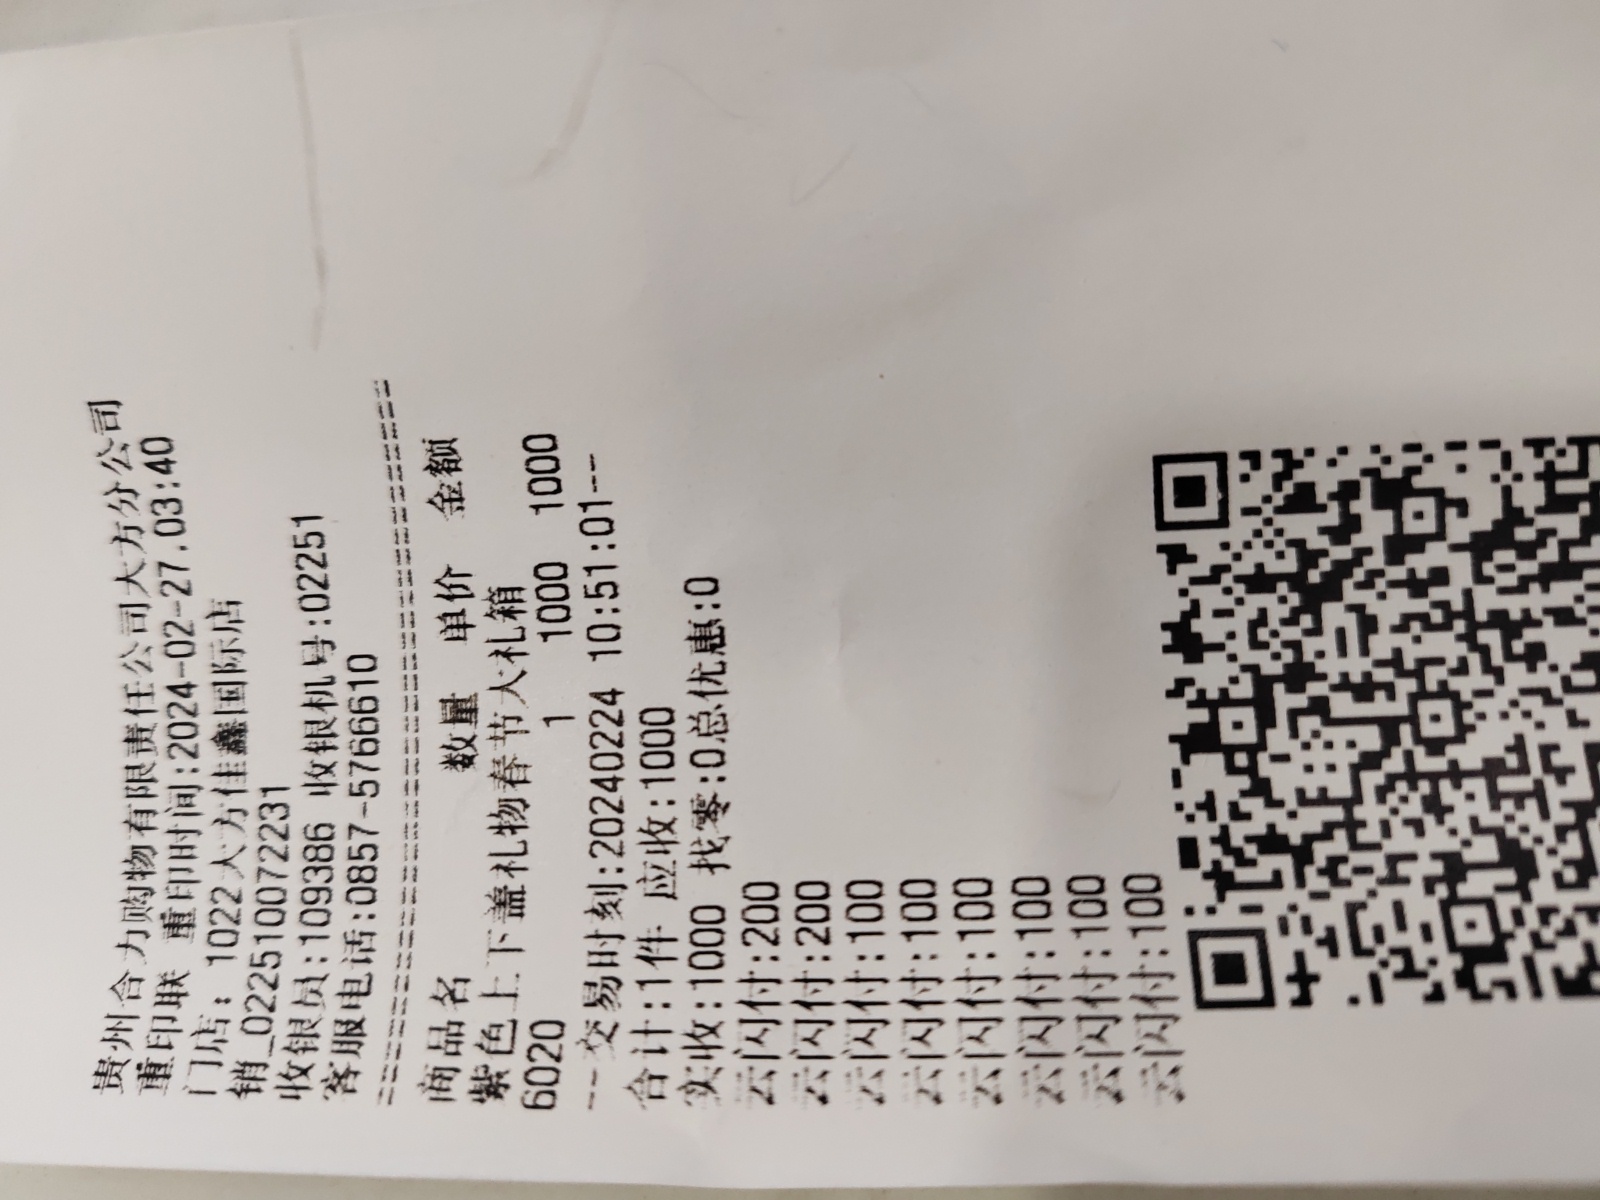 贵州合力购物有限责任公司大方分公司
重印联 重印时间:2024-02-27.03:40
门店: 1022大方佳鑫国际店
销_02251007223​1
收银员:109386 收银机号:02251
客服电话:0857-5766610
商品名 数量 单价 金额
紫色上下盖礼物春节大礼箱
6020 1 1000 1000
--交易时刻:20240224 10:51:01--
合计:1件 应收:1000
实收:1000 找零:0总优惠:0
云闪付:200
云闪付:200
云闪付:100
云闪付:100
云闪付:100
云闪付:100
云闪付:100
云闪付:100